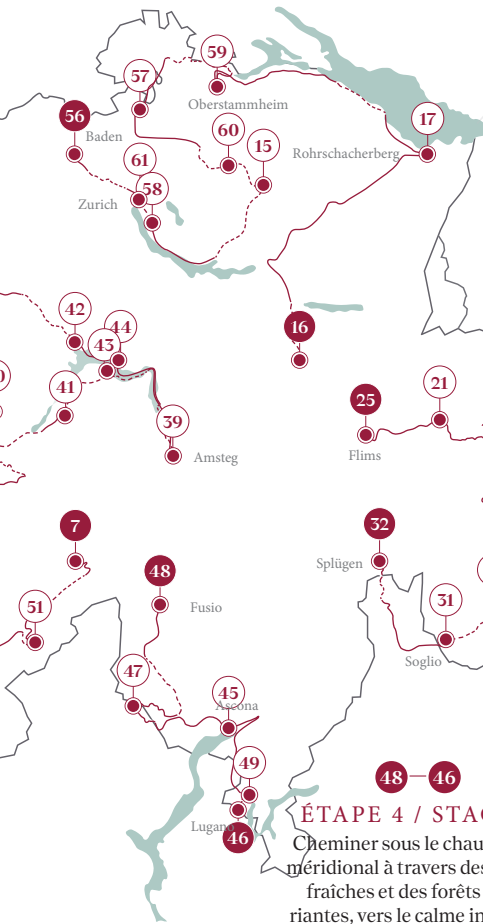 59
57
Oberstammheim
56
Baden
60
17
15
Rohrschacherberg
61
58
Zurich
16
42
44
43
41
39
Amsteg
25
21
Flims
7
32
48
Splügen
51
Fusio
31
Soglio
47
45
Ascona
49
Lugano
46
48 — 46
ÉTAPE 4 / STAG
Cheminer sous le chau
méridional à travers des
fraîches et des forêts
riantes, vers le calme in